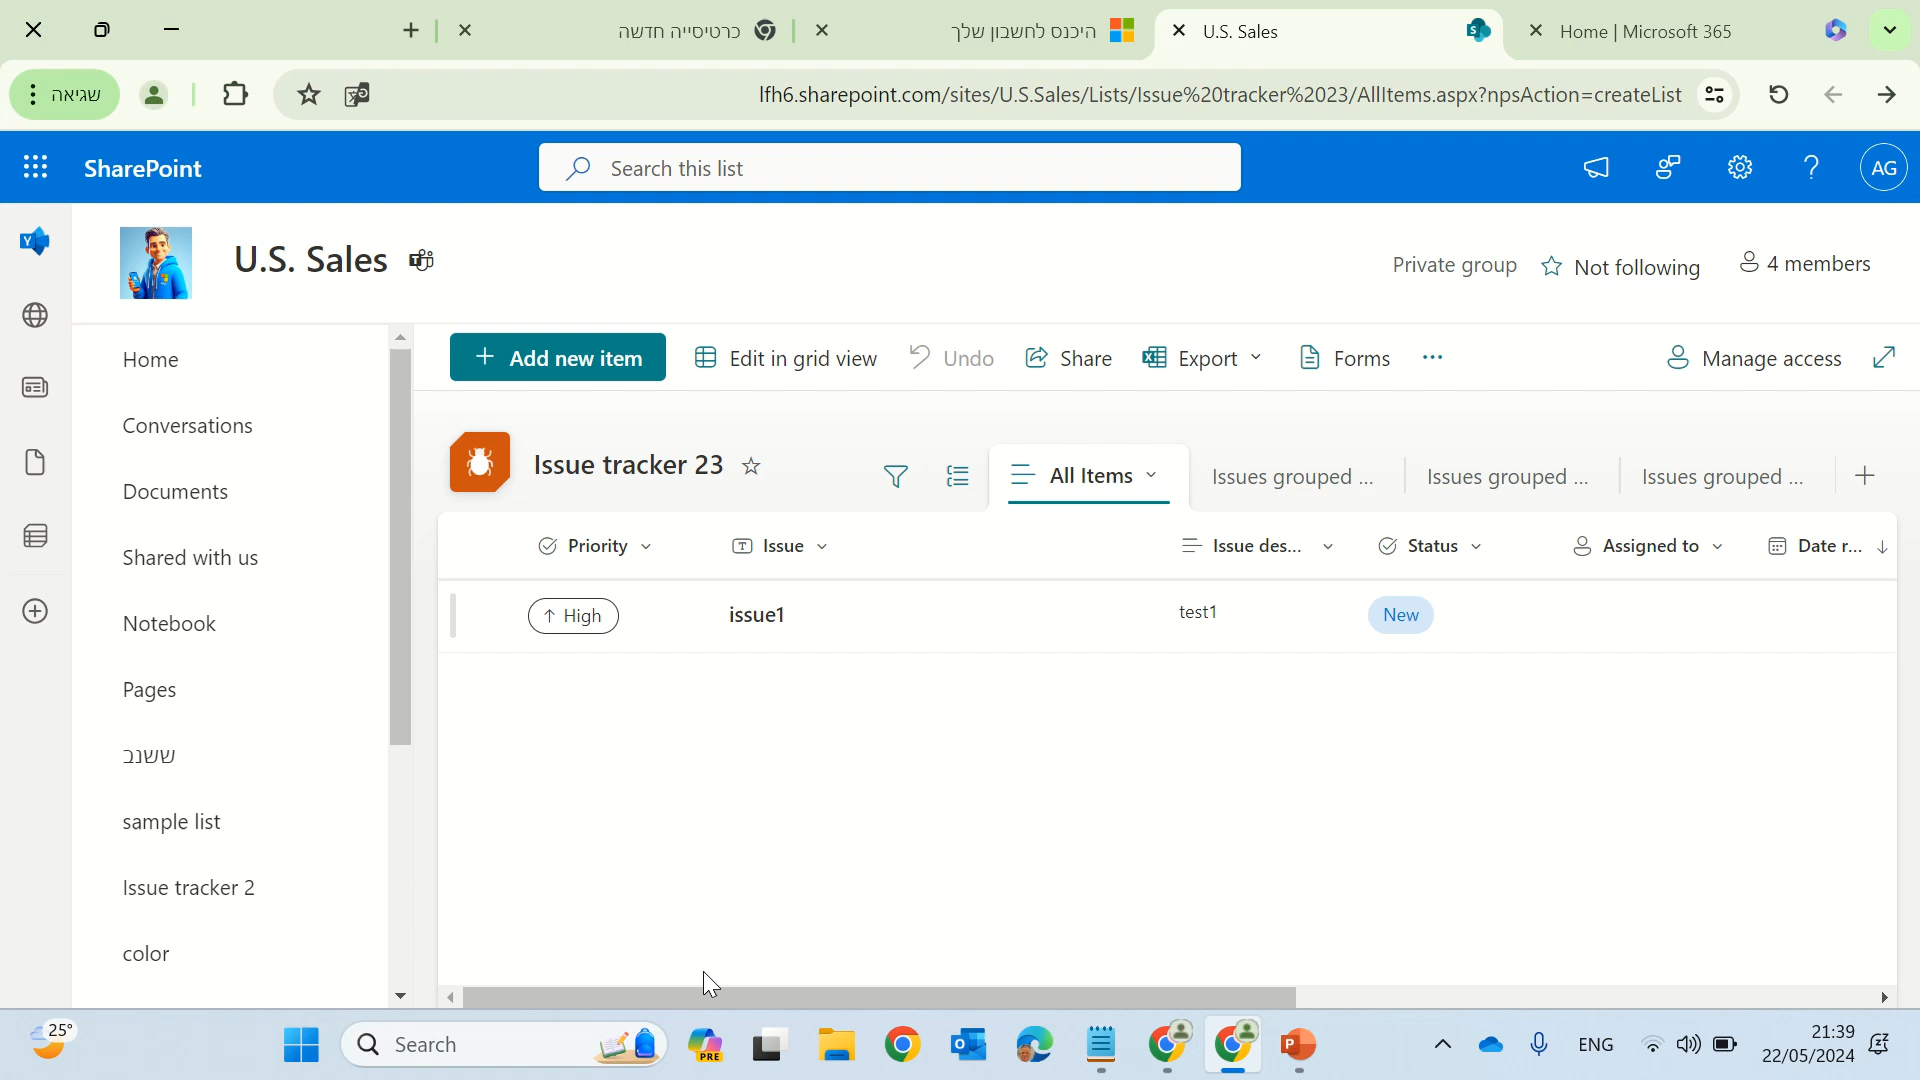 כרטיסייה חדשה
היכנס לחשבון שלך
U.S. Sales
Home | Microsoft 365
שגיאה
lfh6.sharepoint.com/sites/U.S.Sales/Lists/Issue%20tracker%2023/AllItems.aspx?npsAction=createList
SharePoint
Search this list
AG
U.S. Sales
Private group
Not following
4 members
Home
Conversations
Documents
Shared with us
Notebook
Pages
ששנב
sample list
Issue tracker 2
color
Add new item
Edit in grid view
Undo
Share
Export
Forms
Manage access
Issue tracker 23
All Items
Issues grouped ...
Issues grouped ...
Issues grouped ...
Priority
Issue
Issue des...
Status
Assigned to
Date r...
High
issue1
test1
New
25°
Search
PRE
ENG
21:39
22/05/2024